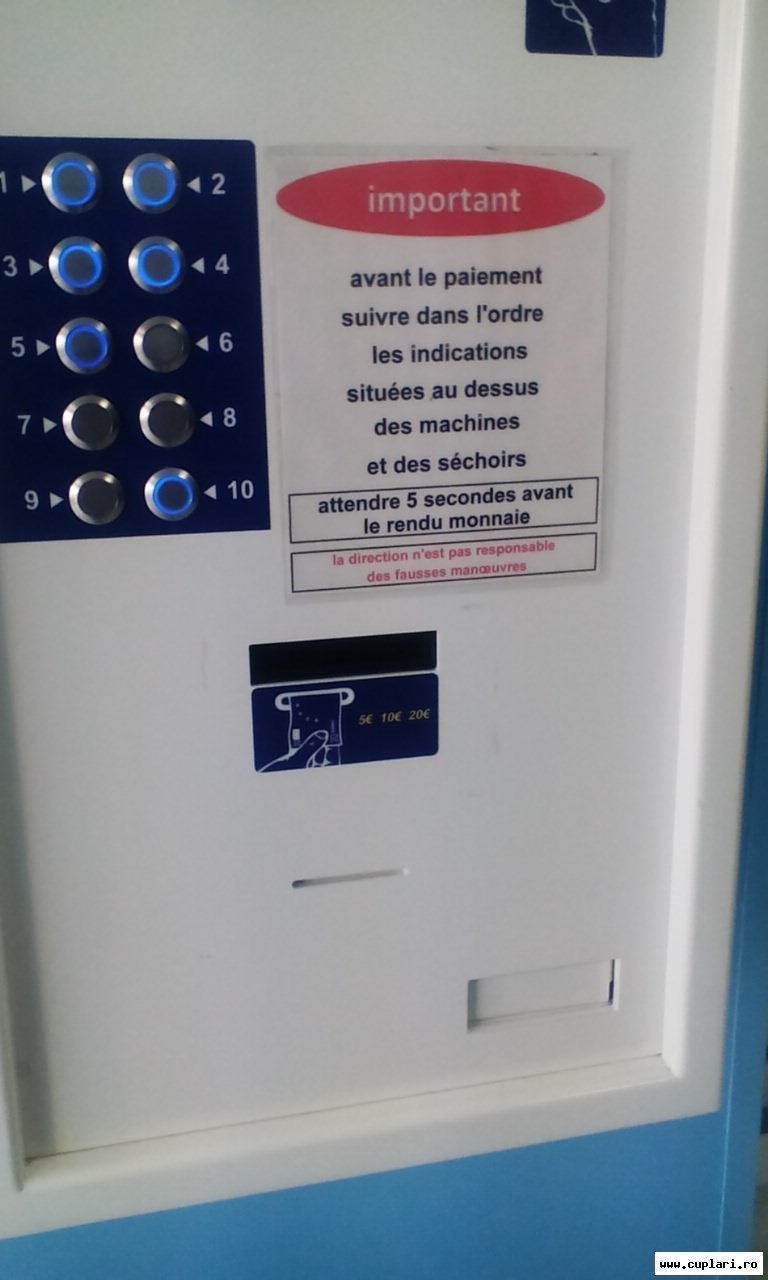 1
2
3
4
5
6
7
8
9
10
important
avant le paiement
suivre dans l'ordre
les indications
situées au dessus
des machines
et des séchoirs
attendre 5 secondes avant
le rendu monnaie
la direction n'est pas responsable
des fausses manœuvres
5€ 10€ 20€
www.cuplari.ro